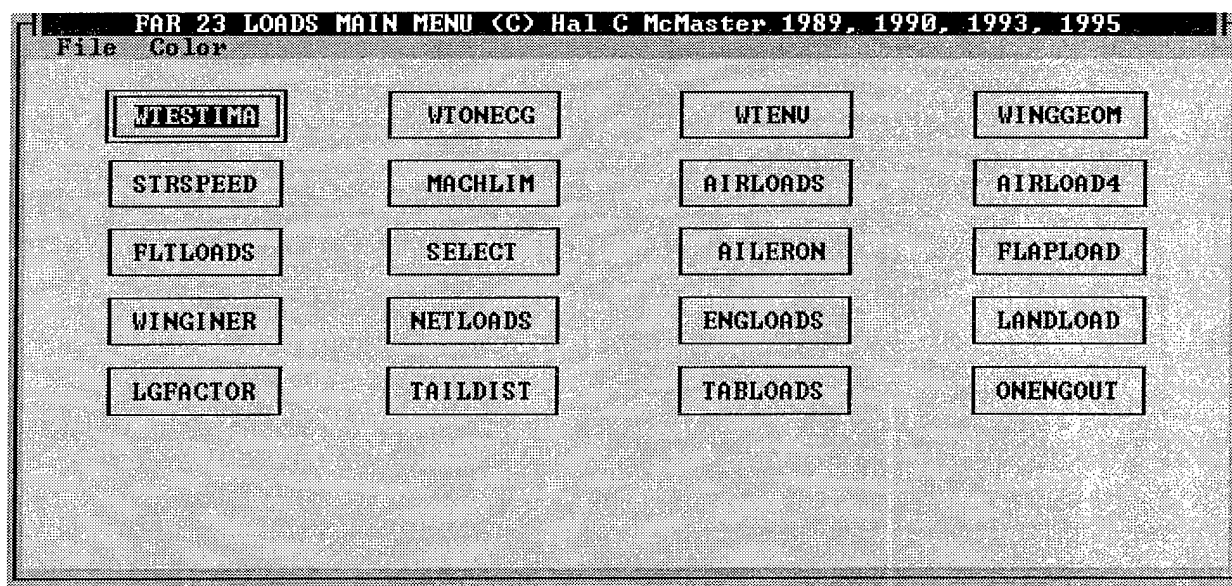 FAR 23 LOADS MAIN MENU (C) Hal C McMaster 1989, 1990, 1993, 1995
File Color
WTESTIMA WTONECG WTENV WINGGEOM
STRSPEED MACHLIM AIRLOADS AIRLOAD4
FLTLOADS SELECT AILERON FLAPLOAD
WINGINER NETLOADS ENGLOADS LANDLOAD
LGFACTOR TAILDIST TABLOADS ONENGOUT